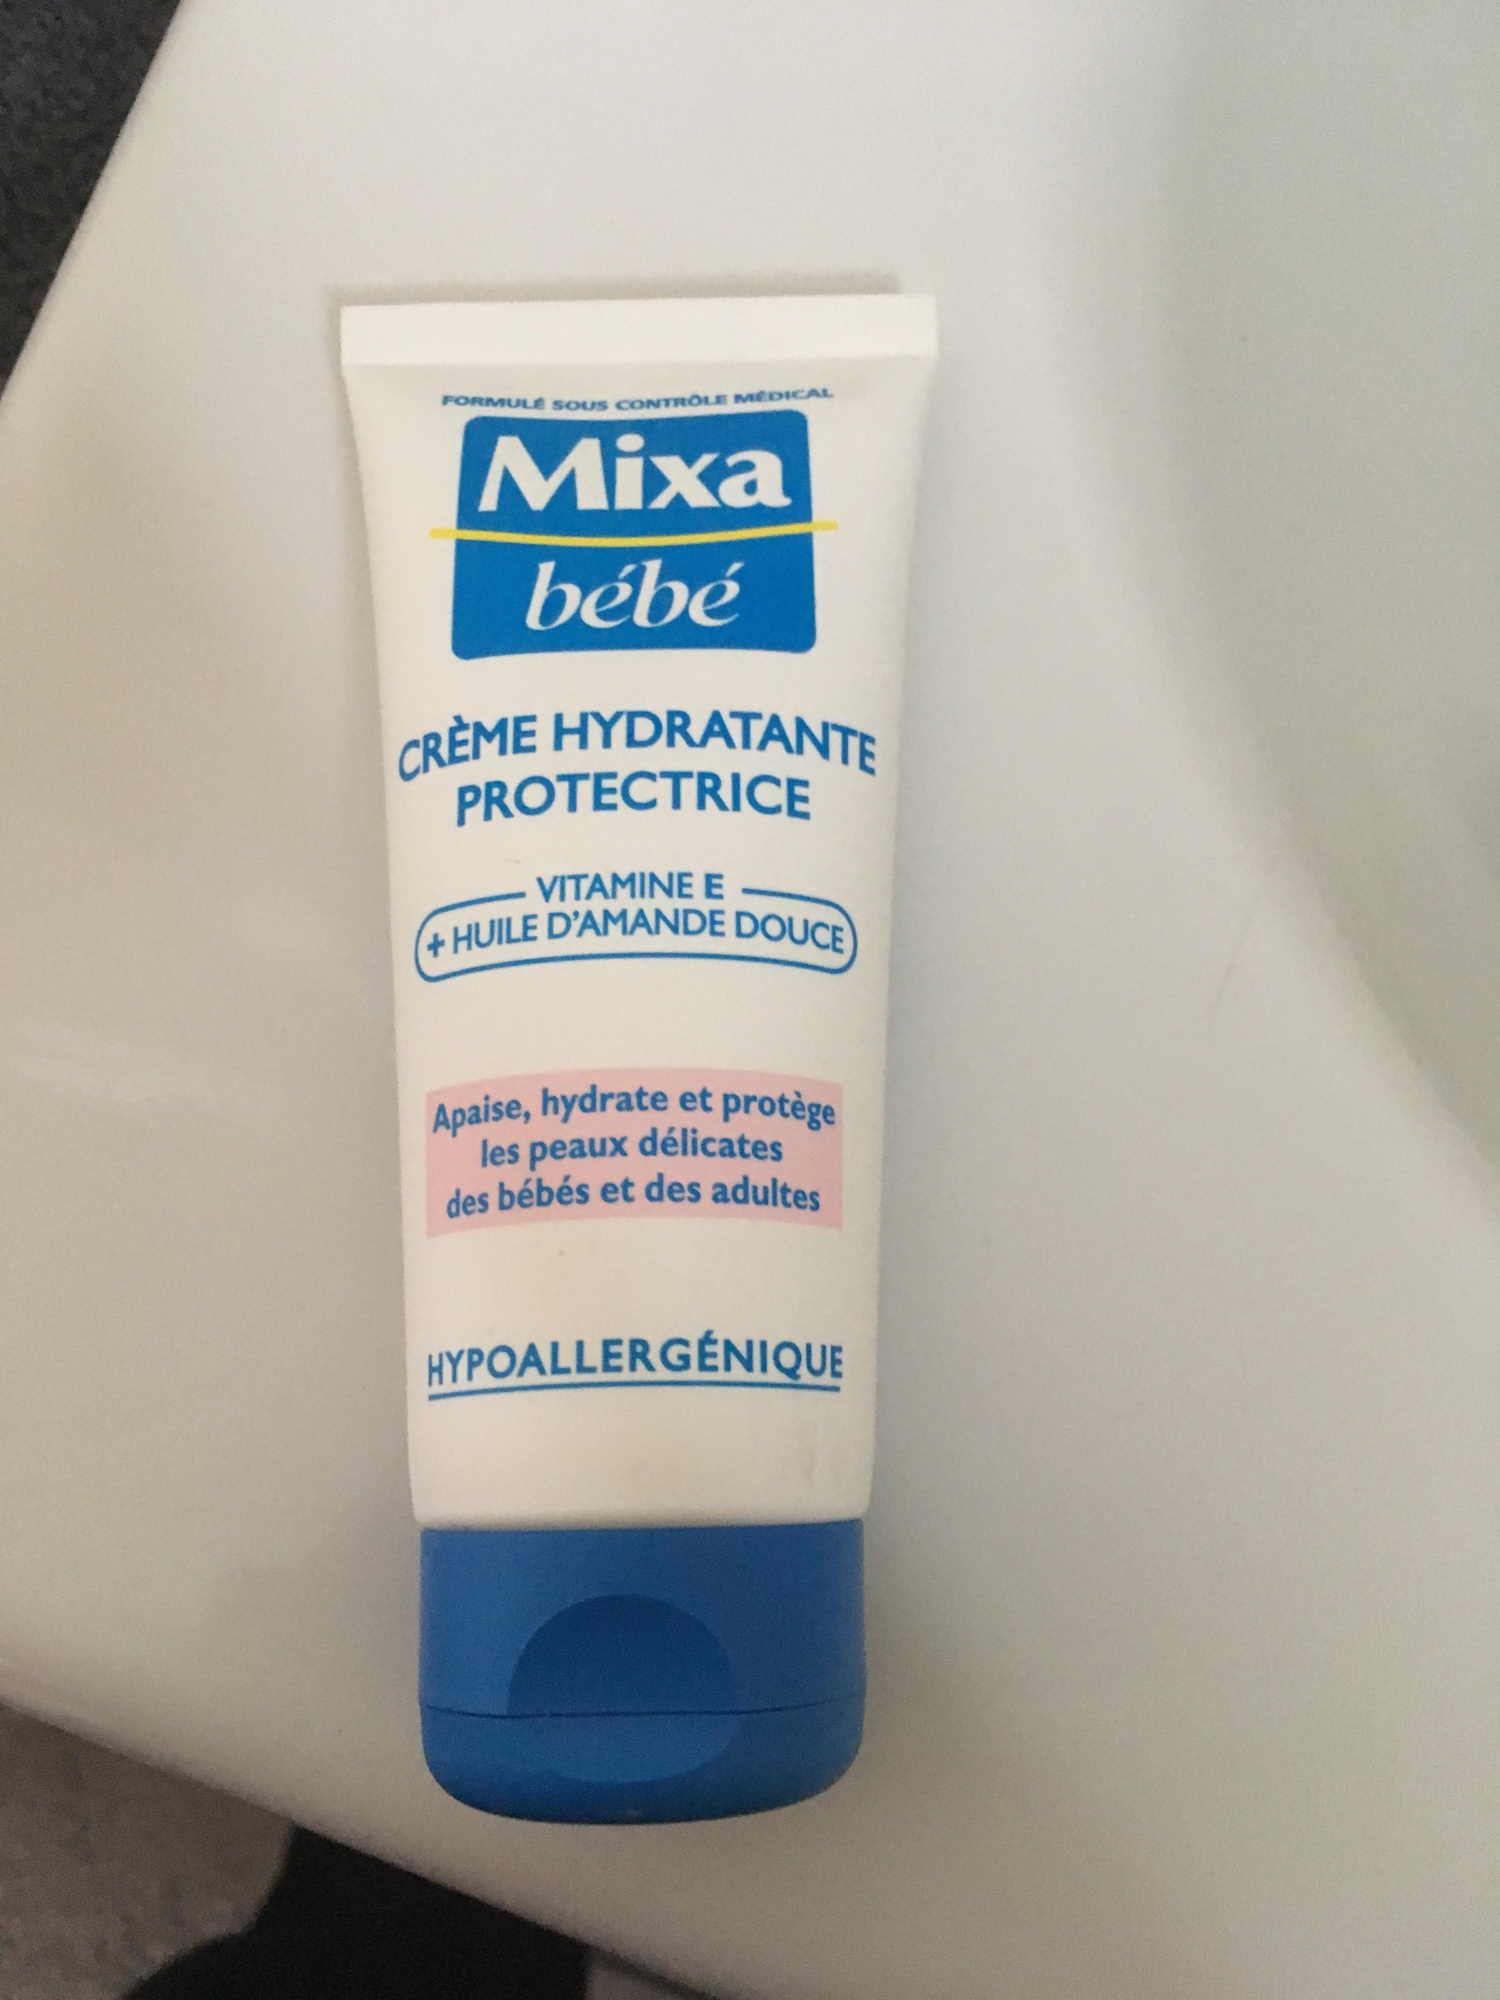 FORMULÉ SOUS CONTRÔLE MÉDICAL
Mixa
bébé
CRÈME HYDRATANTE
PROTECTRICE
VITAMINE E
+ HUILE D'AMANDE DOUCE
Apaise, hydrate et protège
les peaux délicates
des bébés et des adultes
HYPOALLERGÉNIQUE